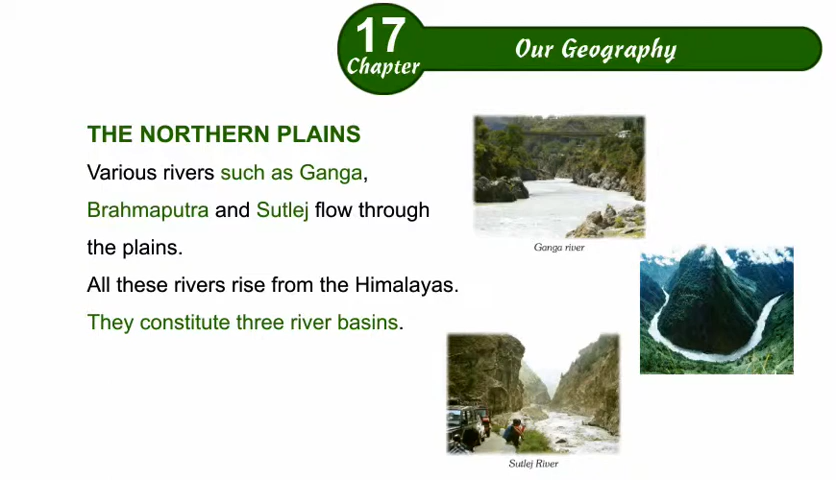 17
Chapter
Our Geography
THE NORTHERN PLAINS
Various rivers such as Ganga,
Brahmaputra and Sutlej flow through
the plains.
All these rivers rise from the Himalayas.
They constitute three river basins.
Ganga river
Sutlej River